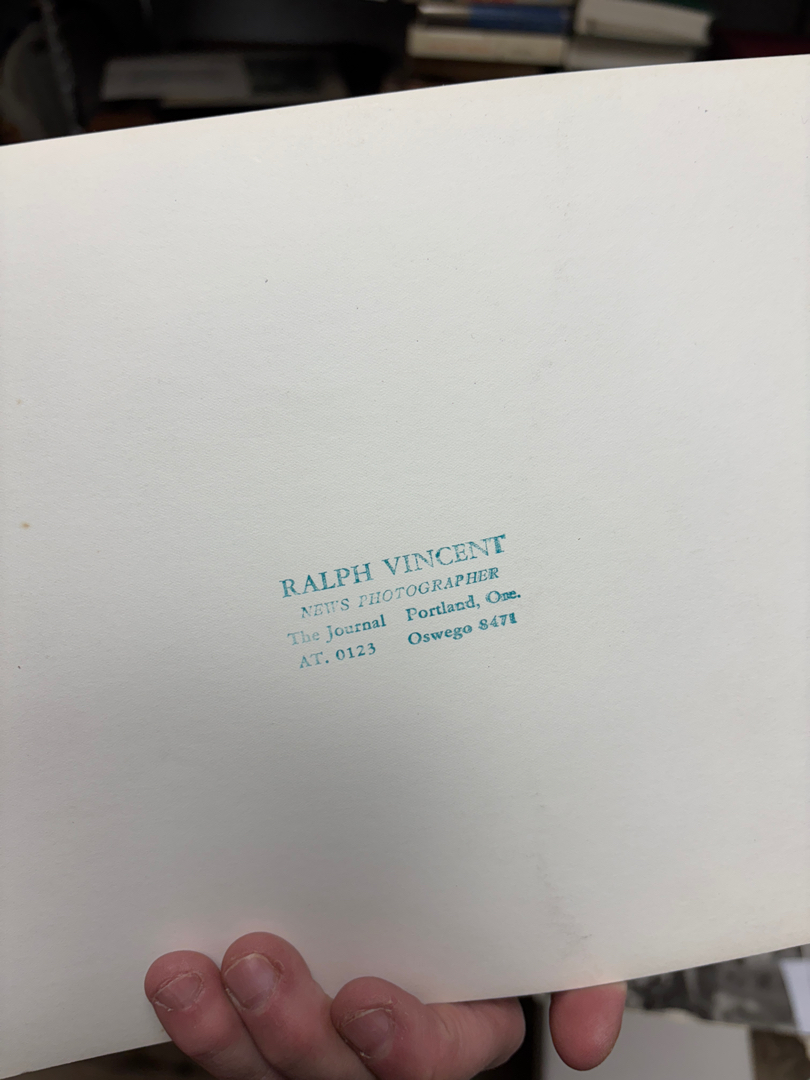 RALPH VINCENT
NEWS PHOTOGRAPHER
The Journal Portland, Ore.
AT. 0123 Oswego 8471